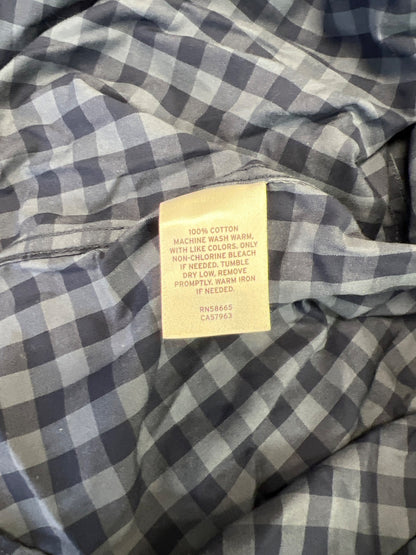 100% COTTON
MACHINE WASH WARM,
WITH LIKE COLORS. ONLY
NON-CHLORINE BLEACH
IF NEEDED. TUMBLE
DRY LOW, REMOVE
PROMPTLY, WARM IRON
IF NEEDED.
RN58665
CA57963